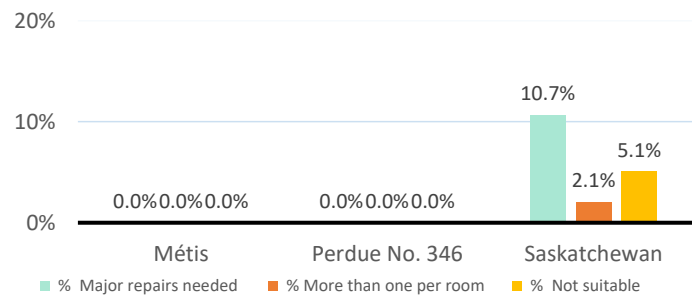 20%
10.7%
10%
5.1%
2.1%
0.0% 0.0% 0.0% 0.0% 0.0% 0.0%
0%
Métis Perdue No. 346 Saskatchewan
% Major repairs needed % More than one per room % Not suitable